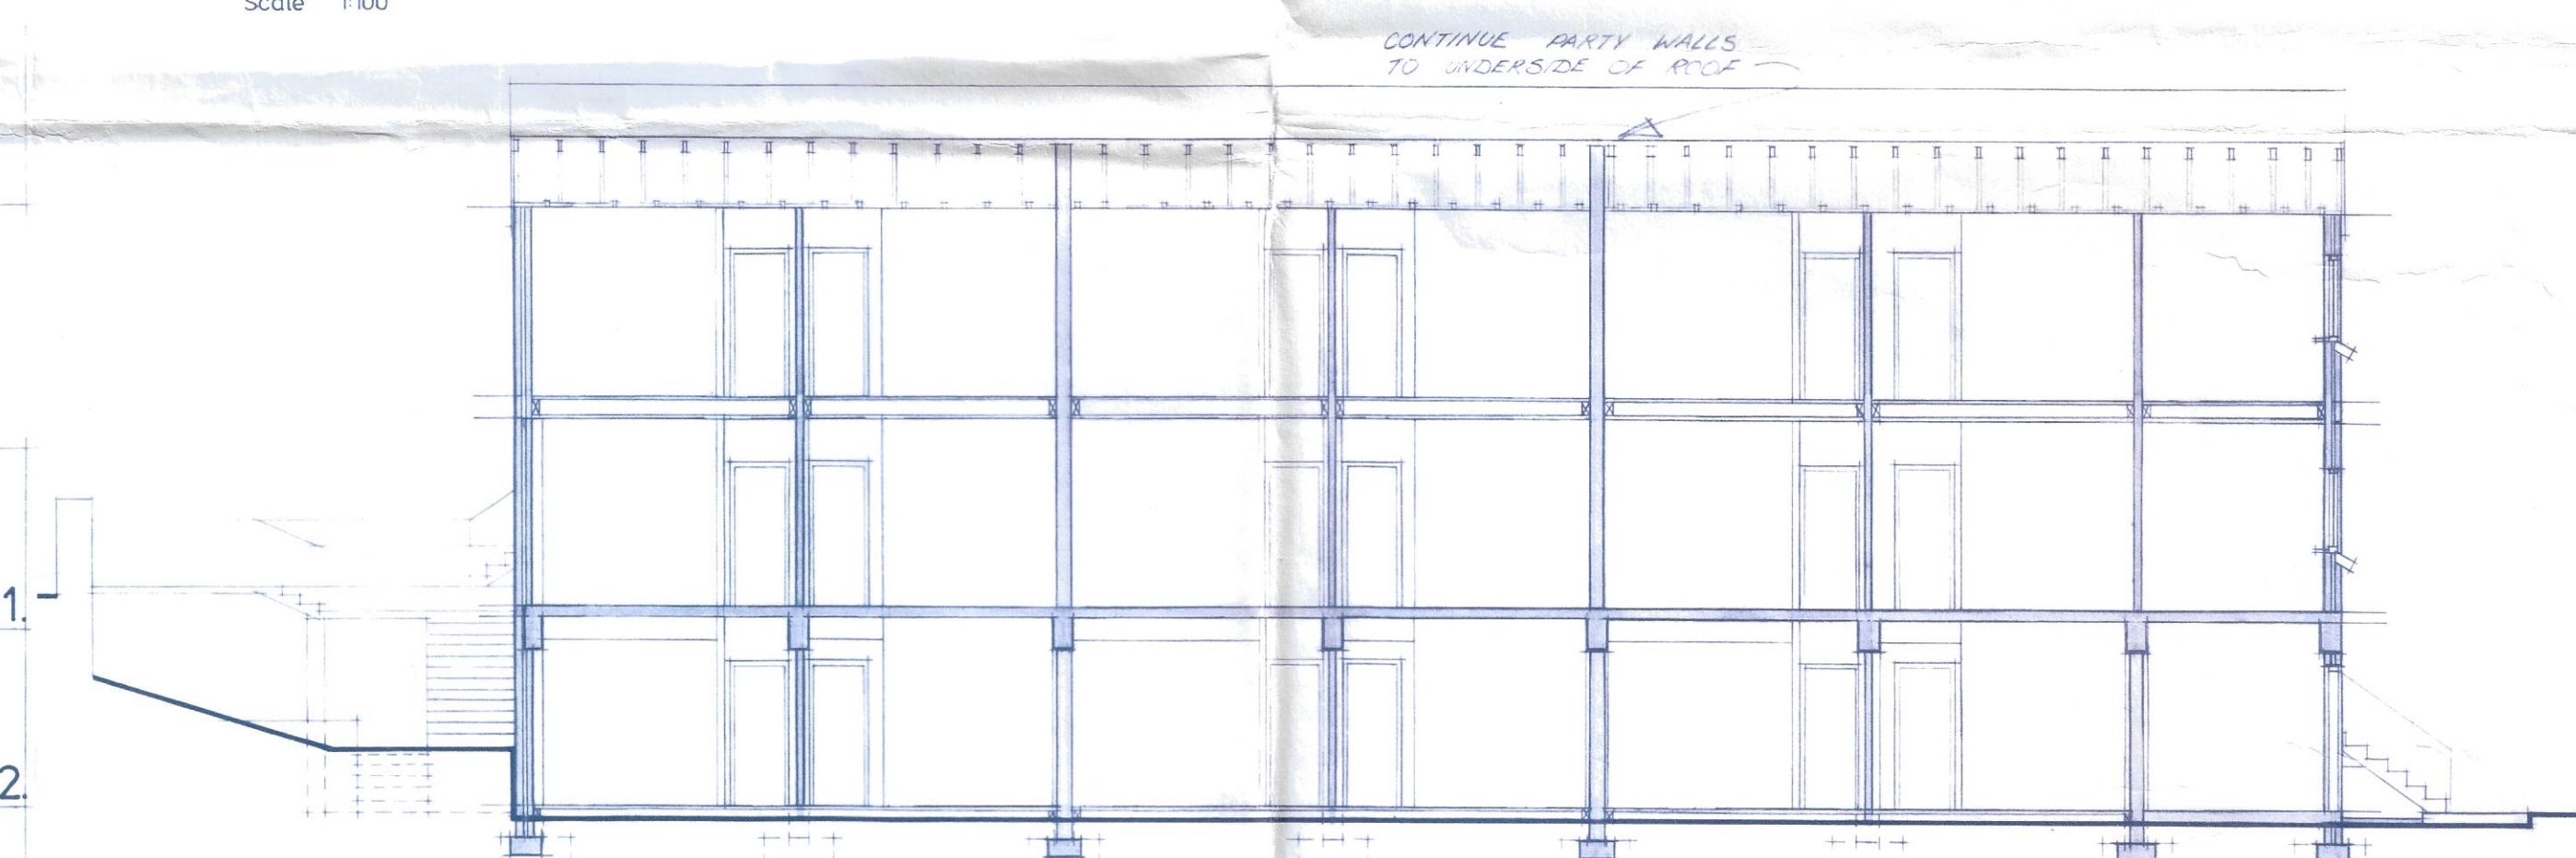 Scale 1:100
CONTINUE PARTY WALLS
TO UNDERSIDE OF ROOF
1.
2.